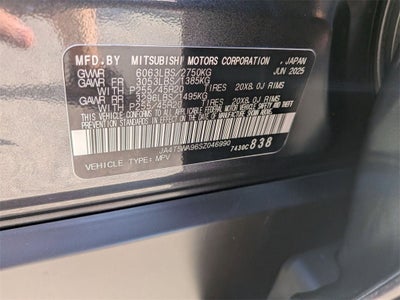 MFD.BY MITSUBISHI MOTORS CORPORATION , JAPAN
GVWR 6063LBS/2750KG JUN 2025
GAWR FR 3053LBS/1385KG
WITH P255/45R20 TIRES 20X8.0J RIMS
GAWR RR 3296LBS/1495KG
WITH P255/45R20 TIRES 20X8.0J RIMS
THIS VEHICLE CONFORMS TO ALL APPLICABLE FEDERAL MOTOR VEHICLE
SAFETY, BUMPER, AND THEFT PREVENTION STANDARDS IN EFFECT
ON THE DATE OF MANUFACTURE SHOWN ABOVE.
7438C 838
VEHICLE TYPE: MPV